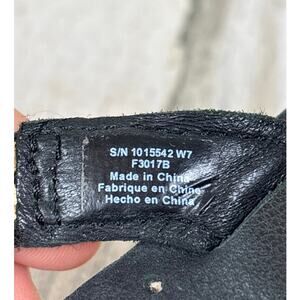 S/N 1015542 W7
F3017B
Made in China
Fabrique en Chine
Hecho en China